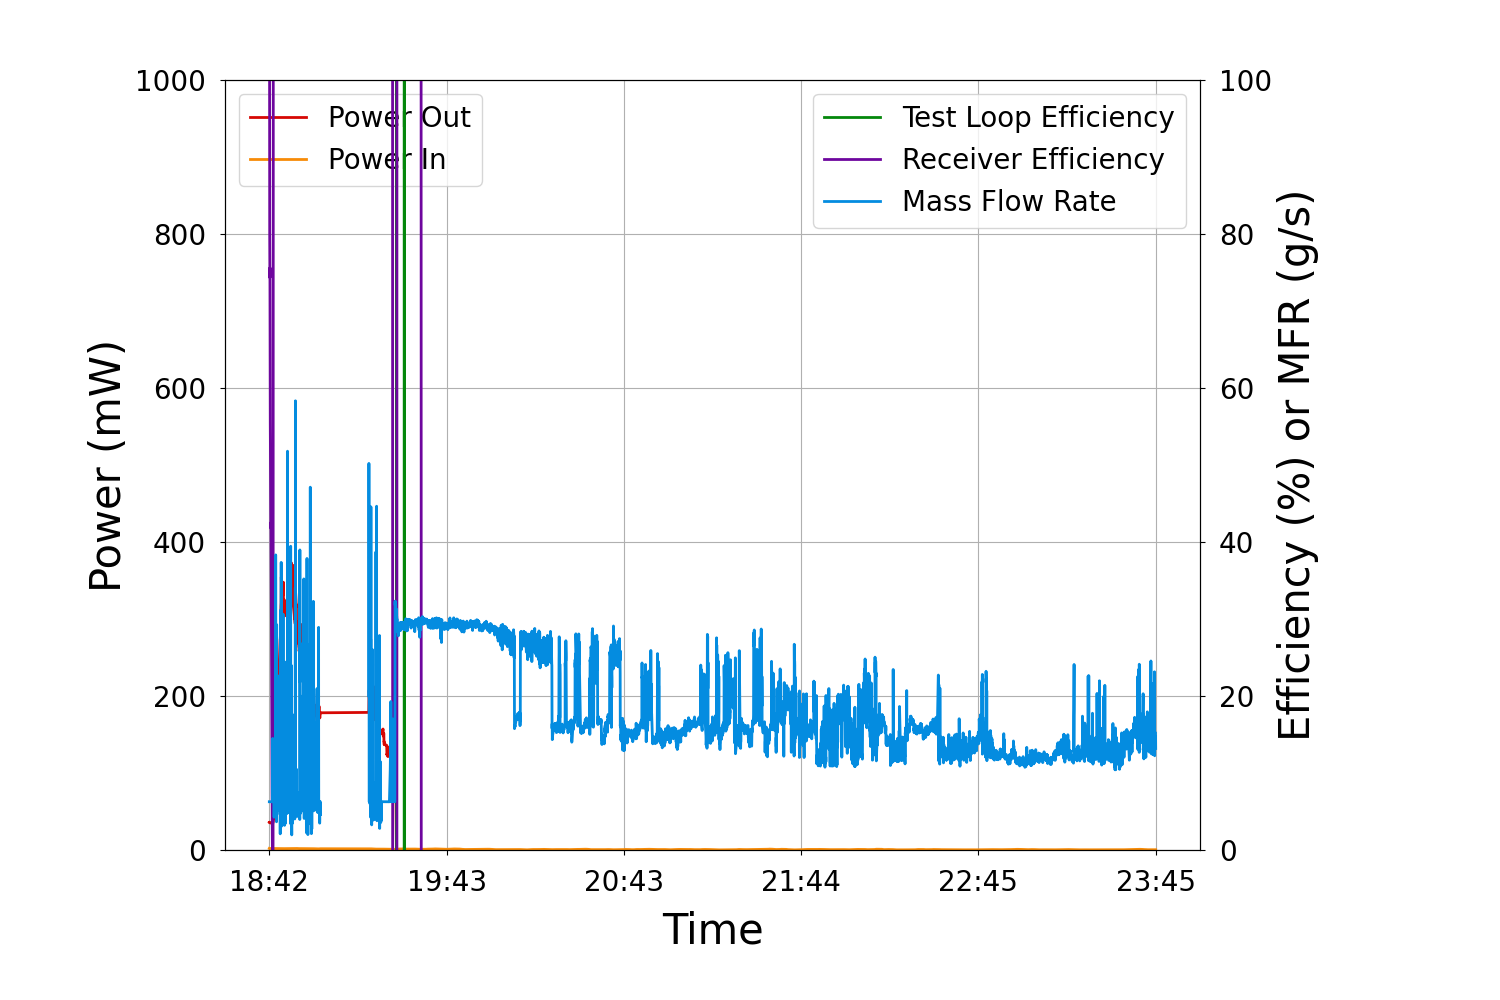 1000
800
600
400
200
0
Power (mW)
Power Out
Power In
Test Loop Efficiency
Receiver Efficiency
Mass Flow Rate
100
80
60
40
20
0
Efficiency (%) or MFR (g/s)
18:42 19:43 20:43 21:44 22:45 23:45
Time